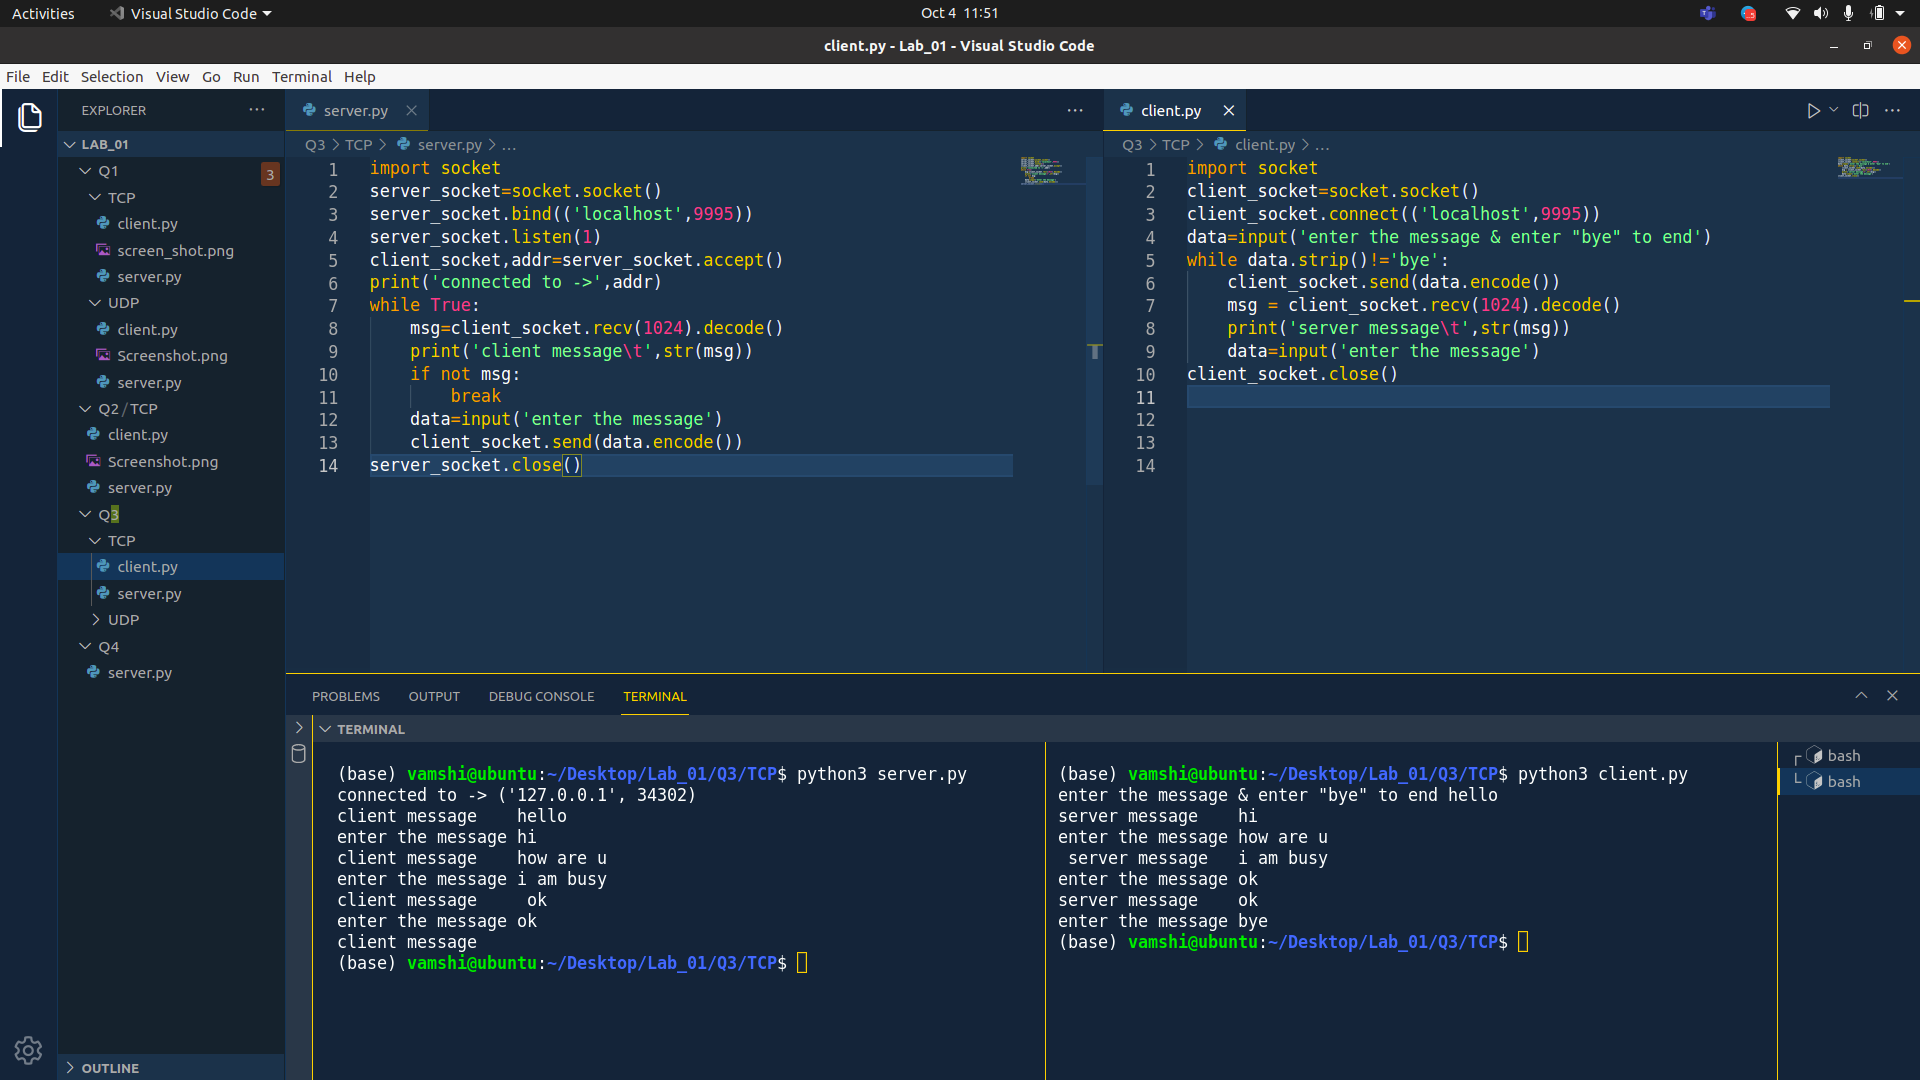 Activities
Visual Studio Code
Oct 4 11:51
client.py - Lab_01 - Visual Studio Code
File Edit Selection View Go Run Terminal Help
EXPLORER
LAB_01
Q1
3
TCP
client.py
screen_shot.png
server.py
UDP
client.py
Screenshot.png
server.py
Q2/TCP
client.py
Screenshot.png
server.py
Q3
TCP
client.py
server.py
UDP
Q4
server.py
OUTLINE
server.py
Q3 > TCP > server.py > ...
1 import socket
2 server_socket=socket.socket()
3 server_socket.bind(('localhost',9995))
4 server_socket.listen(1)
5 client_socket,addr=server_socket.accept()
6 print('connected to ->',addr)
7 while True:
8     msg=client_socket.recv(1024).decode()
9     print('client message\t',str(msg))
10     if not msg:
11         break
12     data=input('enter the message')
13     client_socket.send(data.encode())
14 server_socket.close()
client.py
Q3 > TCP > client.py > ...
1 import socket
2 client_socket=socket.socket()
3 client_socket.connect(('localhost',9995))
4 data=input('enter the message & enter "bye" to end')
5 while data.strip()!='bye':
6     client_socket.send(data.encode())
7     msg = client_socket.recv(1024).decode()
8     print('server message\t',str(msg))
9     data=input('enter the message')
10 client_socket.close()
11
12
13
14
PROBLEMS OUTPUT DEBUG CONSOLE TERMINAL
TERMINAL
(base) vamshi@ubuntu:~/Desktop/Lab_01/Q3/TCP$ python3 server.py
connected to -> ('127.0.0.1', 34302)
client message    hello
enter the message hi
client message    how are u
enter the message i am busy
client message     ok
enter the message ok
client message
(base) vamshi@ubuntu:~/Desktop/Lab_01/Q3/TCP$
(base) vamshi@ubuntu:~/Desktop/Lab_01/Q3/TCP$ python3 client.py
enter the message & enter "bye" to end hello
server message    hi
enter the message how are u
 server message   i am busy
enter the message ok
server message    ok
enter the message bye
(base) vamshi@ubuntu:~/Desktop/Lab_01/Q3/TCP$
bash
bash